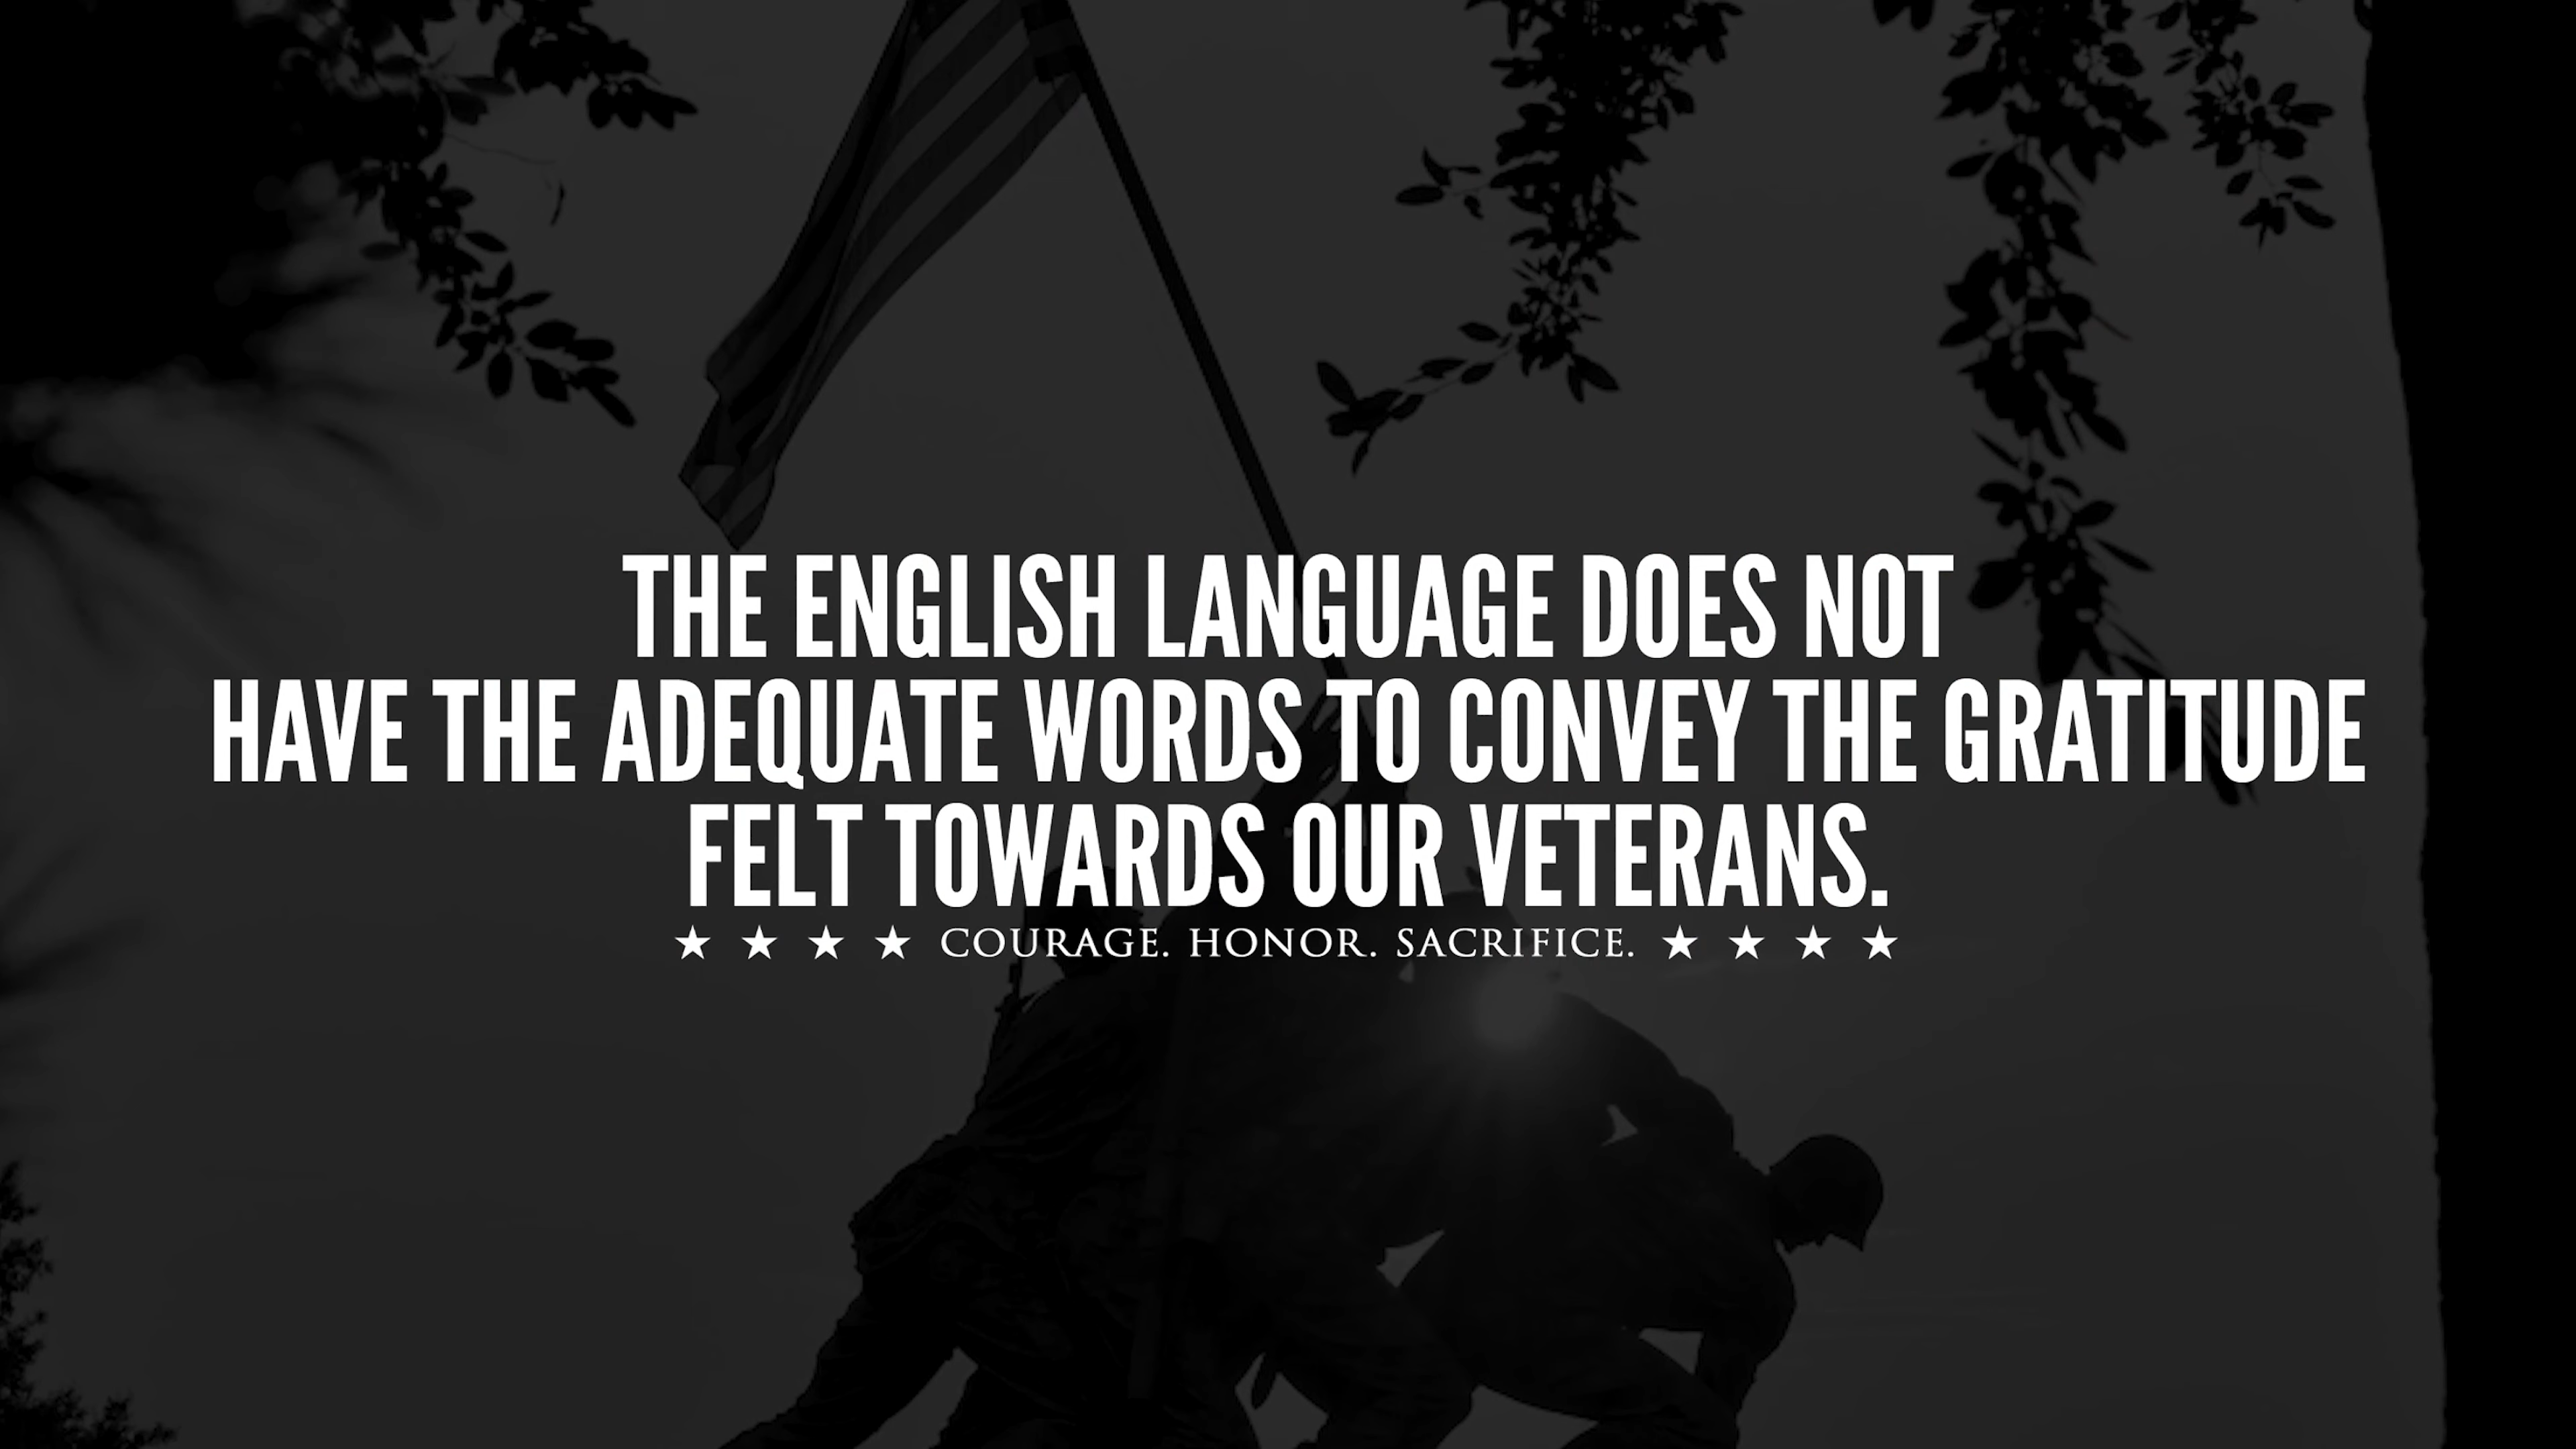 THE ENGLISH LANGUAGE DOES NOT
HAVE THE ADEQUATE WORDS TO CONVEY THE GRATITUDE
FELT TOWARDS OUR VETERANS.
★ ★ ★ ★ COURAGE. HONOR. SACRIFICE. ★ ★ ★ ★